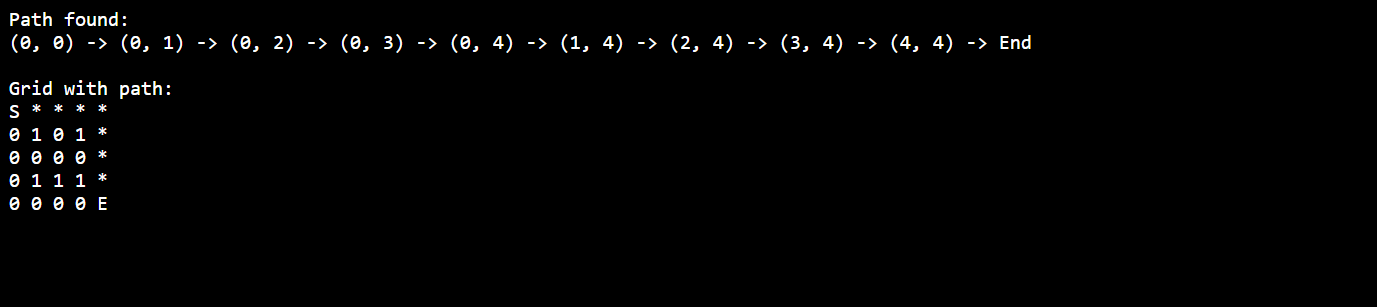 Path found:
(0, 0) -> (0, 1) -> (0, 2) -> (0, 3) -> (0, 4) -> (1, 4) -> (2, 4) -> (3, 4) -> (4, 4) -> End
Grid with path:
S * * * *
0 1 0 1 *
0 0 0 0 *
0 1 1 1 *
0 0 0 0 E